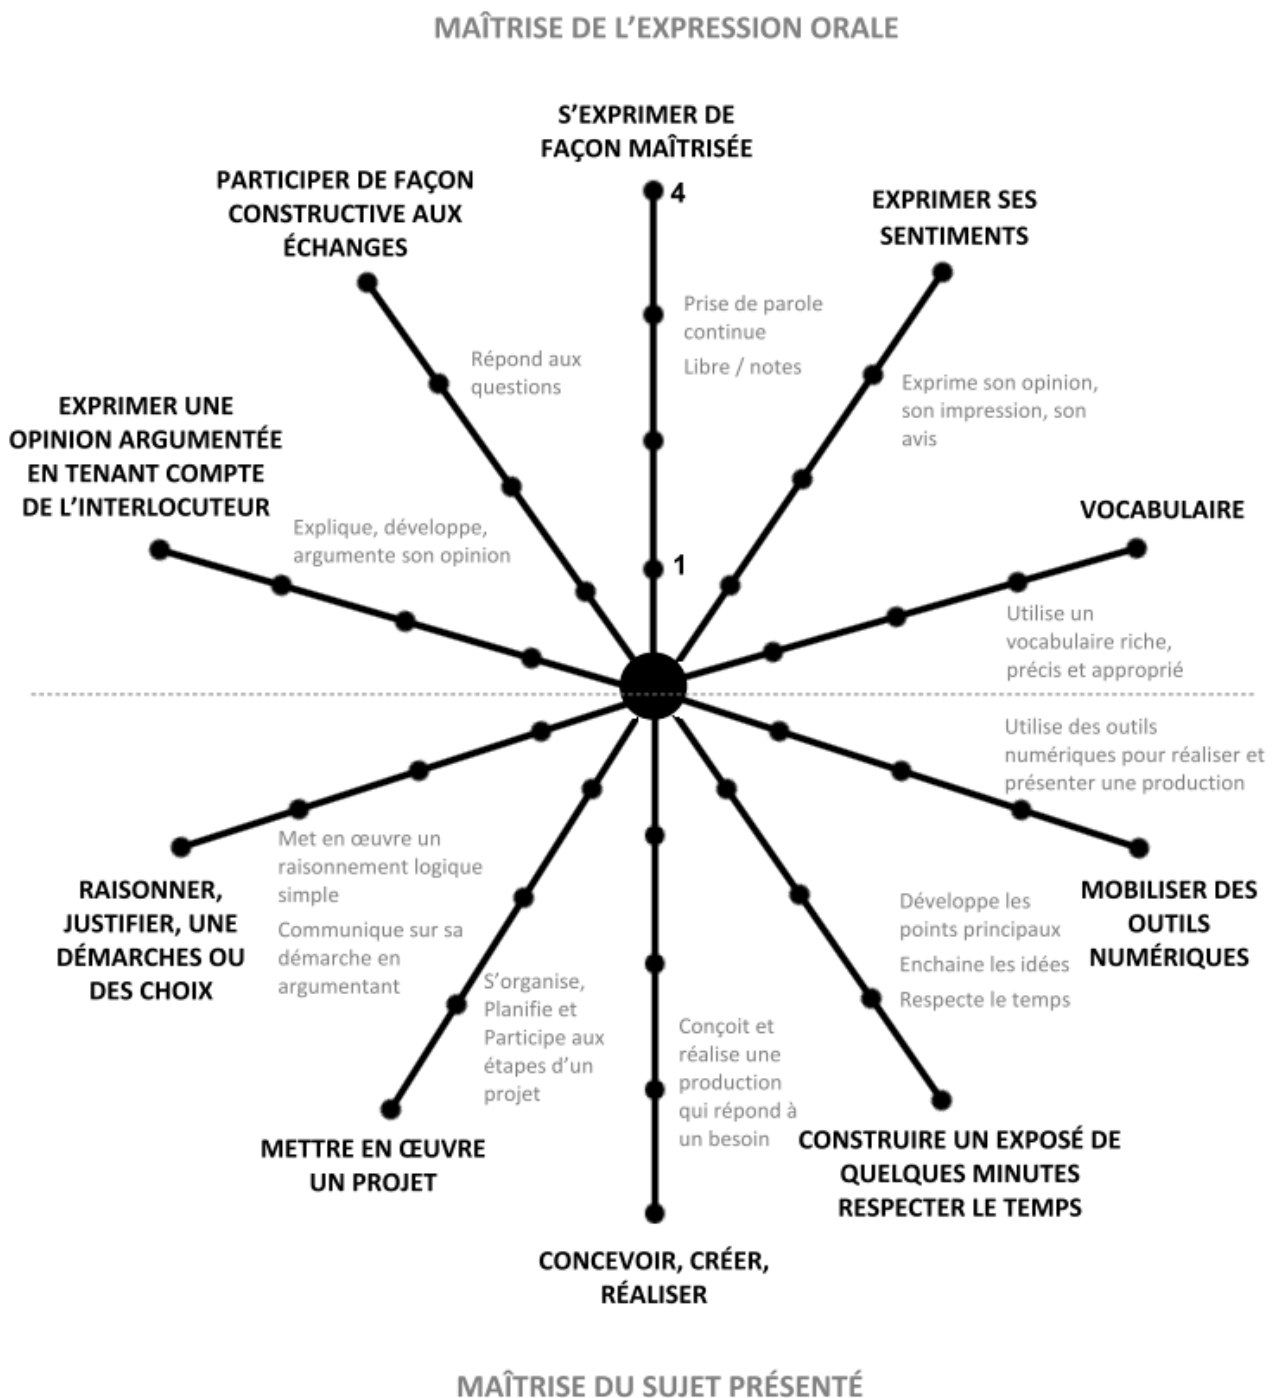 MAÎTRISE DE L'EXPRESSION ORALE
S'EXPRIMER DE
FAÇON MAÎTRISÉE
PARTICIPER DE FAÇON
CONSTRUCTIVE AUX
ÉCHANGES
4
EXPRIMER SES
SENTIMENTS
Prise de parole
continue
Libre / notes
Répond aux
questions
Exprime son opinion,
son impression, son
avis
EXPRIMER UNE
OPINION ARGUMENTÉE
EN TENANT COMPTE
DE L'INTERLOCUTEUR
VOCABULAIRE
Explique, développe,
argumente son opinion
1
Utilise un
vocabulaire riche,
précis et approprié
Utilise des outils
numériques pour réaliser et
présenter une production
Met en œuvre un
raisonnement logique
simple
Communique sur sa
démarche en
argumentant
RAISONNER,
JUSTIFIER, UNE
DÉMARCHES OU
DES CHOIX
MOBILISER DES
OUTILS
NUMÉRIQUES
Développe les
points principaux
Enchaine les idées
Respecte le temps
S'organise,
Planifie et
Participe aux
étapes d'un
projet
Conçoit et
réalise une
production
qui répond à
un besoin
METTRE EN ŒUVRE
UN PROJET
CONSTRUIRE UN EXPOSÉ DE
QUELQUES MINUTES
RESPECTER LE TEMPS
CONCEVOIR, CRÉER,
RÉALISER
MAÎTRISE DU SUJET PRÉSENTÉ